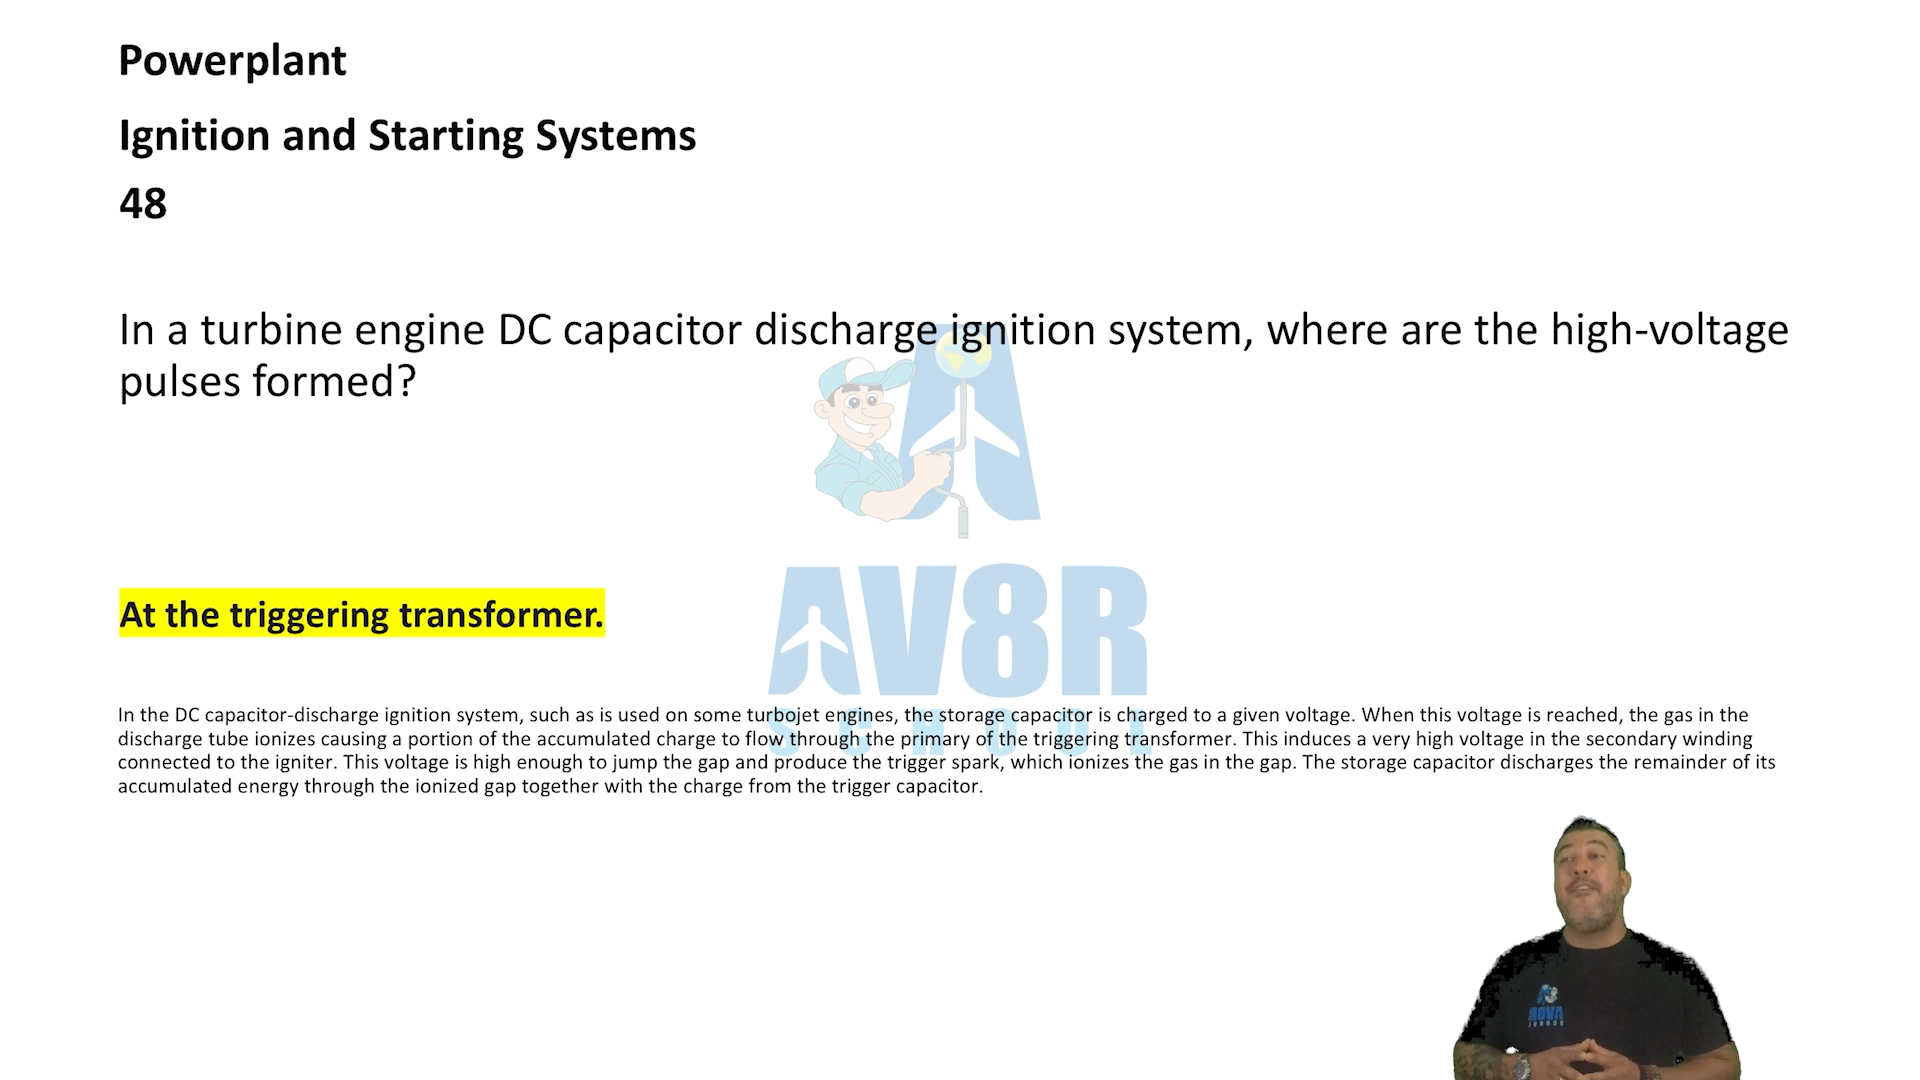 Powerplant
Ignition and Starting Systems
48
In a turbine engine DC capacitor discharge ignition system, where are the high-voltage
pulses formed?
At the triggering transformer.
AV8R
SCHOOL
In the DC capacitor-discharge ignition system, such as is used on some turbojet engines, the storage capacitor is charged to a given voltage. When this voltage is reached, the gas in the
discharge tube ionizes causing a portion of the accumulated charge to flow through the primary of the triggering transformer. This induces a very high voltage in the secondary winding
connected to the igniter. This voltage is high enough to jump the gap and produce the trigger spark, which ionizes the gas in the gap. The storage capacitor discharges the remainder of its
accumulated energy through the ionized gap together with the charge from the trigger capacitor.